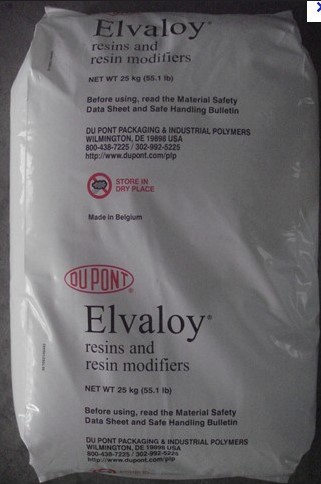 Elvaloy®
resins and
resin modifiers
NET WT 25 kg (55.1 lb)
Before using, read the Material Safety
Data Sheet and Safe Handling Bulletin
DU PONT PACKAGING & INDUSTRIAL POLYMERS
WILMINGTON, DE 19898 USA
800-438-7225 / 302-992-5225
http://www.dupont.com/pip
STORE IN
DRY PLACE
Made in Belgium
DU PONT®
Elvaloy®
resins and
resin modifiers
NET WT 25 kg (55.1 lb)
Before using, read the Material Safety
Data Sheet and Safe Handling Bulletin
DU PONT PACKAGING & INDUSTRIAL POLYMERS
WILMINGTON, DE 19898 USA
800-438-7225 / 302-992-5225
http://www.dupont.com/pip